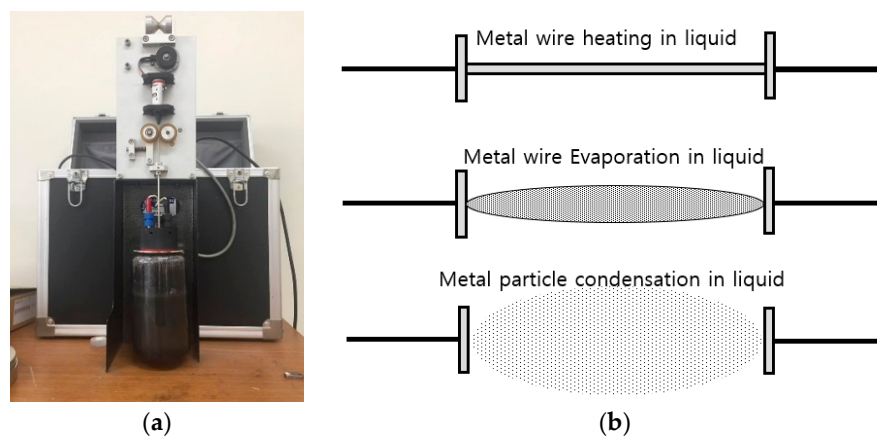 Metal wire heating in liquid
Metal wire Evaporation in liquid
Metal particle condensation in liquid
(a)
(b)